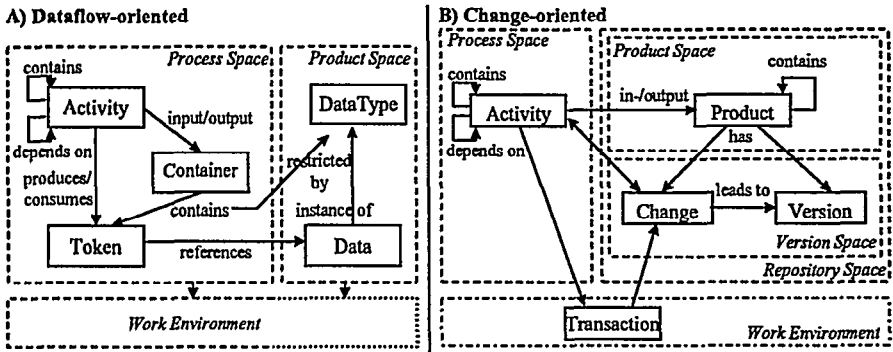 A) Dataflow-oriented
Process Space
Product Space
contains
Activity
DataType
input/output
depends on
produces/
consumes
Container
restricted
by
contains
instance of
Token
references
Data
Work Environment
B) Change-oriented
Process Space
Product Space
contains
contains
Activity
in-/output
Product
depends on
has
leads to
Change
Version
Version Space
Repository Space
Transaction
Work Environment